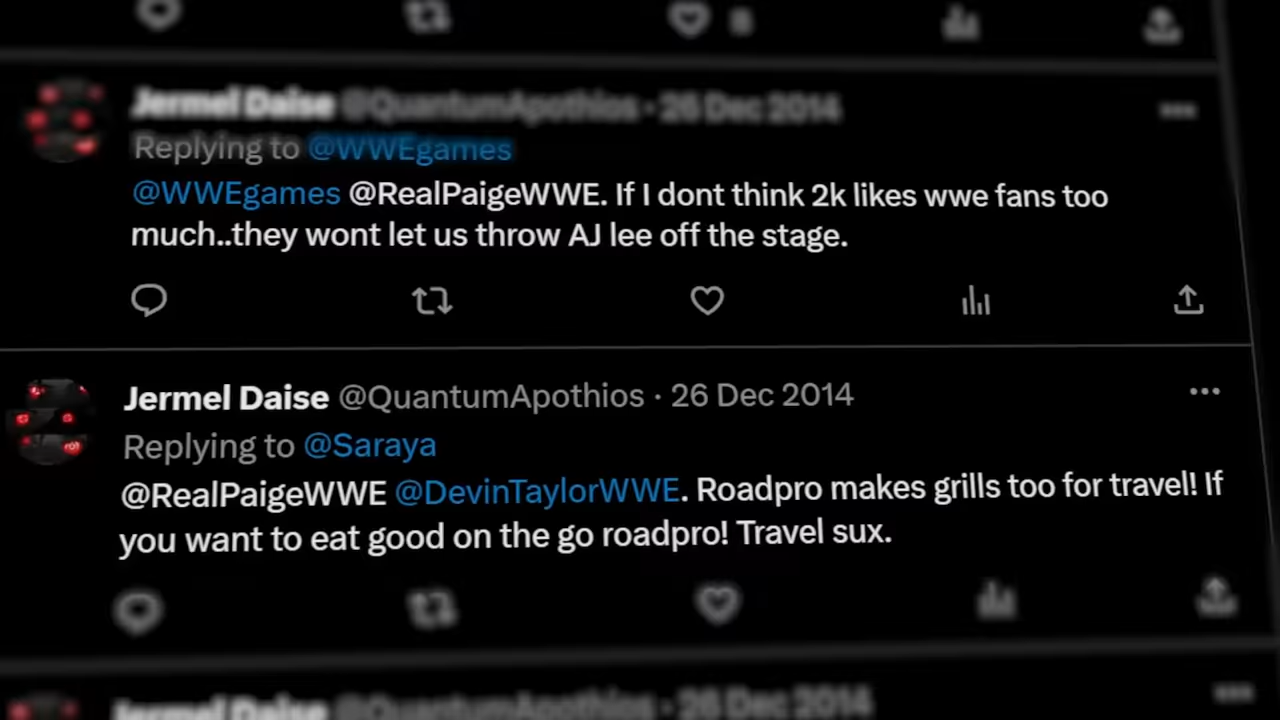 8
Jermel Daise @QuantumApothios · 26 Dec 2014
Replying to @WWEgames
@WWEgames @RealPaigeWWE. If I dont think 2k likes wwe fans too
much..they wont let us throw AJ lee off the stage.
Jermel Daise @QuantumApothios · 26 Dec 2014
Replying to @Saraya
@RealPaigeWWE @DevinTaylorWWE. Roadpro makes grills too for travel! If
you want to eat good on the go roadpro! Travel sux.
Jermel Daise @QuantumApothios · 26 Dec 2014